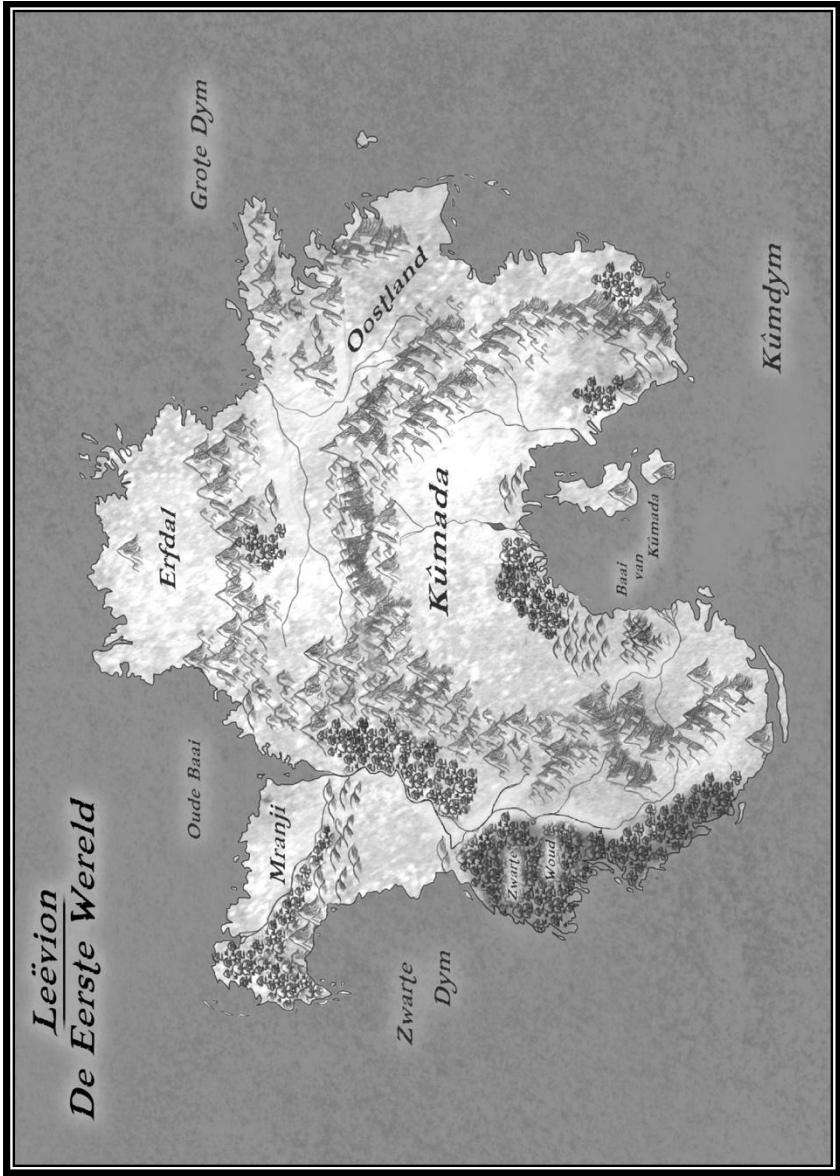 Leëvion
De Eerste Wereld
Oude Baai
Grote Dym
Erfdal
Mranji
Oostland
Kûmada
Zwarte
Dym
Zwarte
Woud
Baai
van
Kûmada
Kûmdym